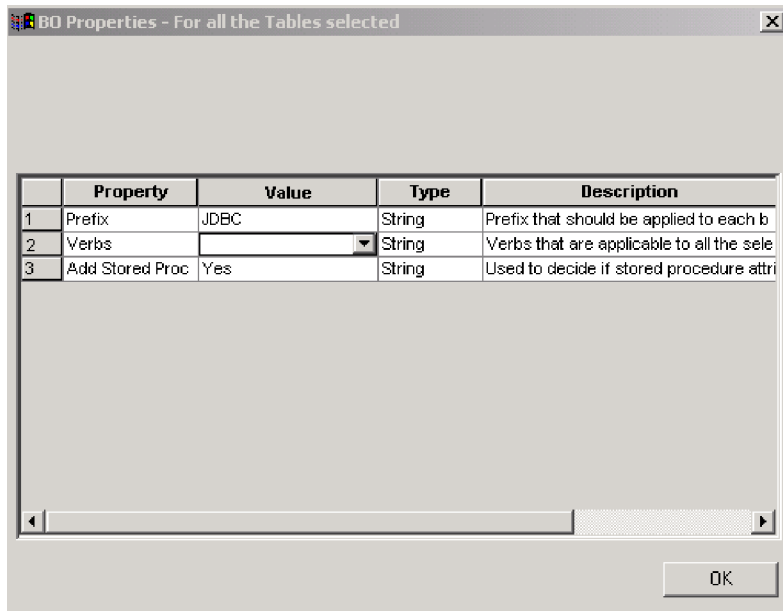 BO Properties - For all the Tables selected
Property Value Type Description
1 Prefix JDBC String Prefix that should be applied to each b
2 Verbs String Verbs that are applicable to all the sele
3 Add Stored Proc Yes String Used to decide if stored procedure attri
OK